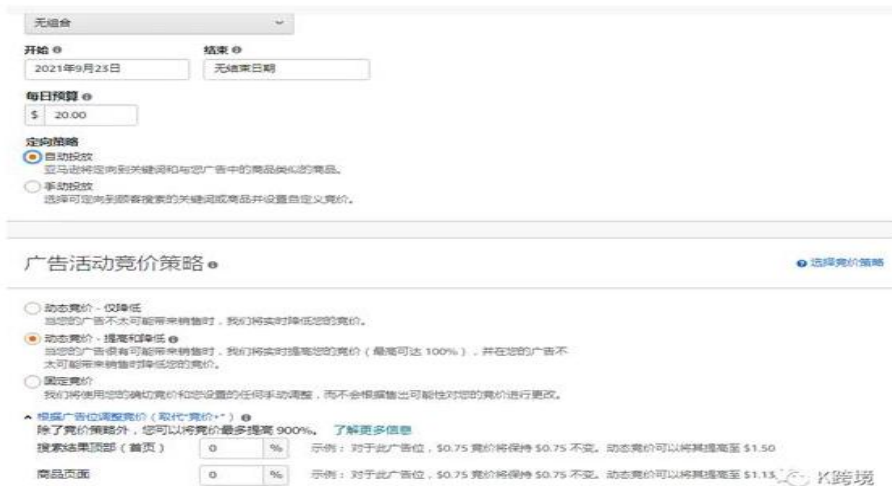 无组合
开始 结束
2021年9月23日 无结束日期
每日预算
$ 20.00
定向策略
自动投放
亚马逊将定向到关键词和与您广告中的商品类似的商品。
手动投放
选择可定向到顾客搜索的关键词或商品并设置自定义竞价。
广告活动竞价策略 选择竞价策略
动态竞价 - 仅降低
当您的广告不太可能带来销售时，我们将实时降低您的竞价。
动态竞价 - 提高和降低
当您的广告很有可能带来销售时，我们将实时提高您的竞价（最高可达 100%），并在您的广告不
太可能带来销售时降低您的竞价。
固定竞价
我们将使用您的确切竞价和您设置的任何手动调整，而不会根据售出可能性对您的竞价进行更改。
根据广告位调整竞价（取代“竞价+”）
除了竞价策略外，您可以将竞价最多提高 900%。 了解更多信息
搜索结果顶部（首页） 0 % 示例：对于此广告位，$0.75 竞价将保持 $0.75 不变。动态竞价可以将其提高至 $1.50
商品页面 0 % 示例：对于此广告位，$0.75 竞价将保持 $0.75 不变。动态竞价可以将其提高至 $1.13
K跨境